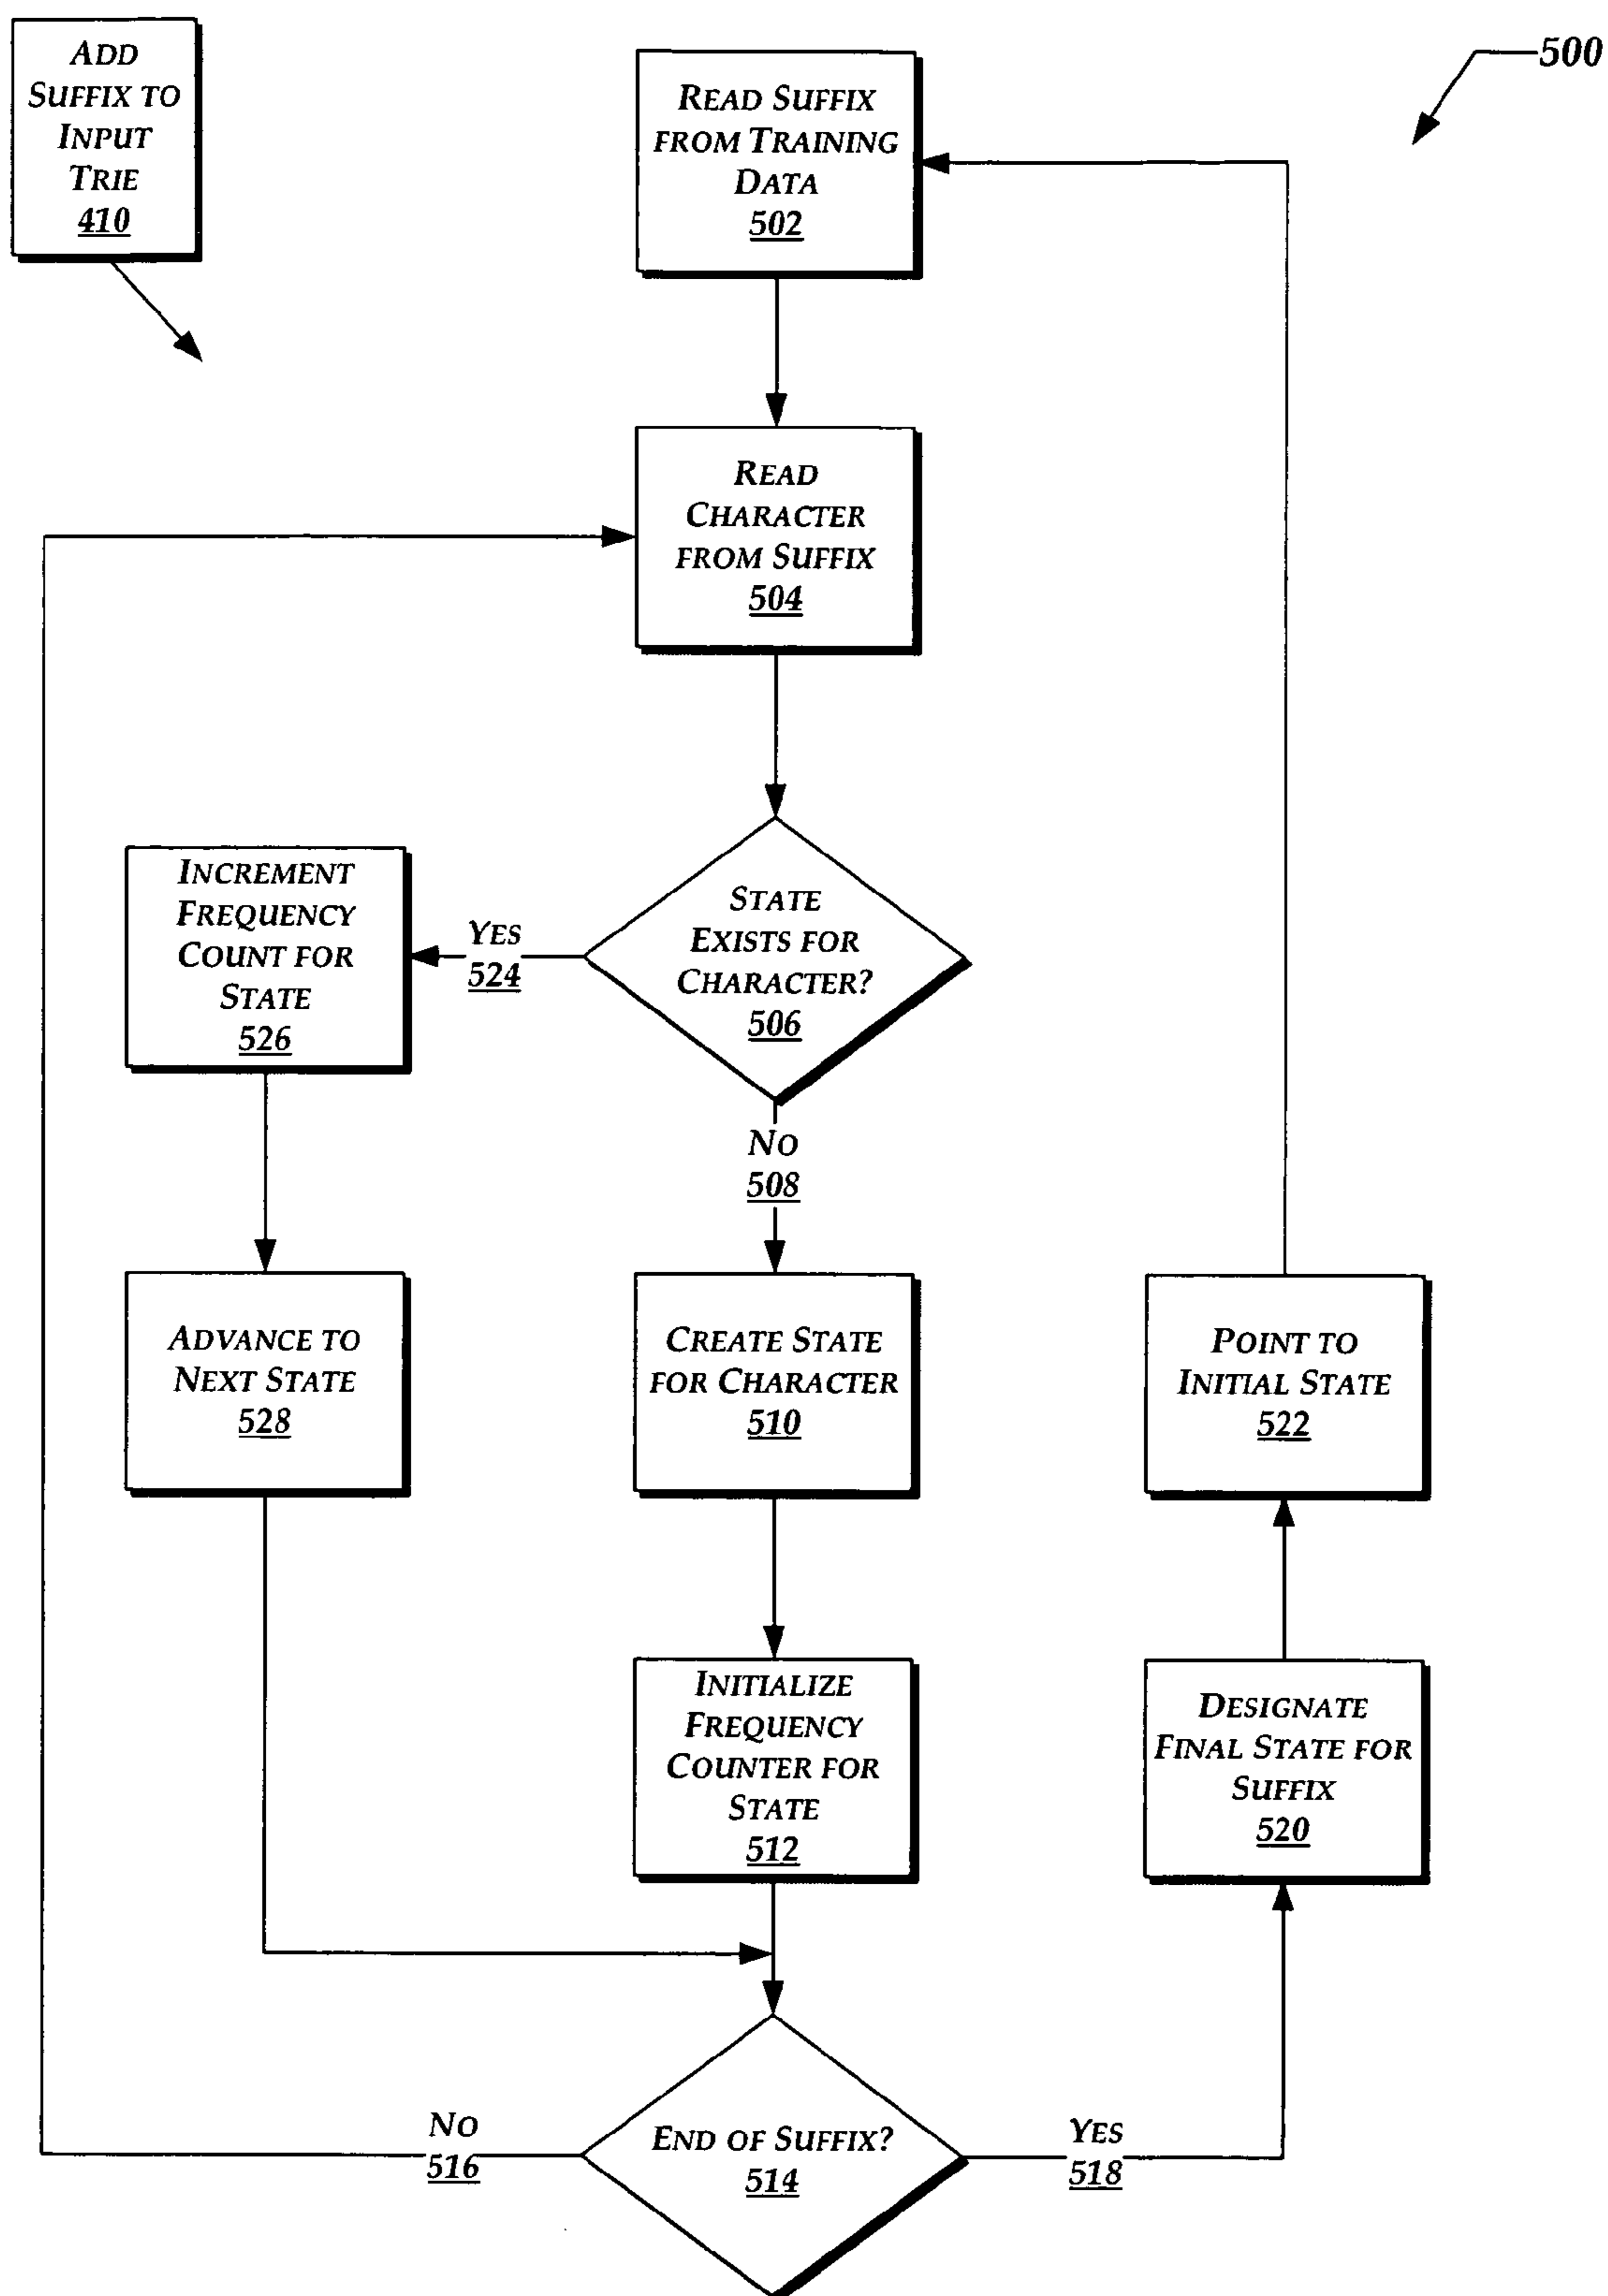 ADD
SUFFIX TO
INPUT
TRIE
410
500
READ SUFFIX
FROM TRAINING
DATA
502
READ
CHARACTER
FROM SUFFIX
504
STATE
EXISTS FOR
CHARACTER?
506
YES
524
INCREMENT
FREQUENCY
COUNT FOR
STATE
526
NO
508
ADVANCE TO
NEXT STATE
528
CREATE STATE
FOR CHARACTER
510
POINT TO
INITIAL STATE
522
INITIALIZE
FREQUENCY
COUNTER FOR
STATE
512
DESIGNATE
FINAL STATE FOR
SUFFIX
520
NO
516
END OF SUFFIX?
514
YES
518